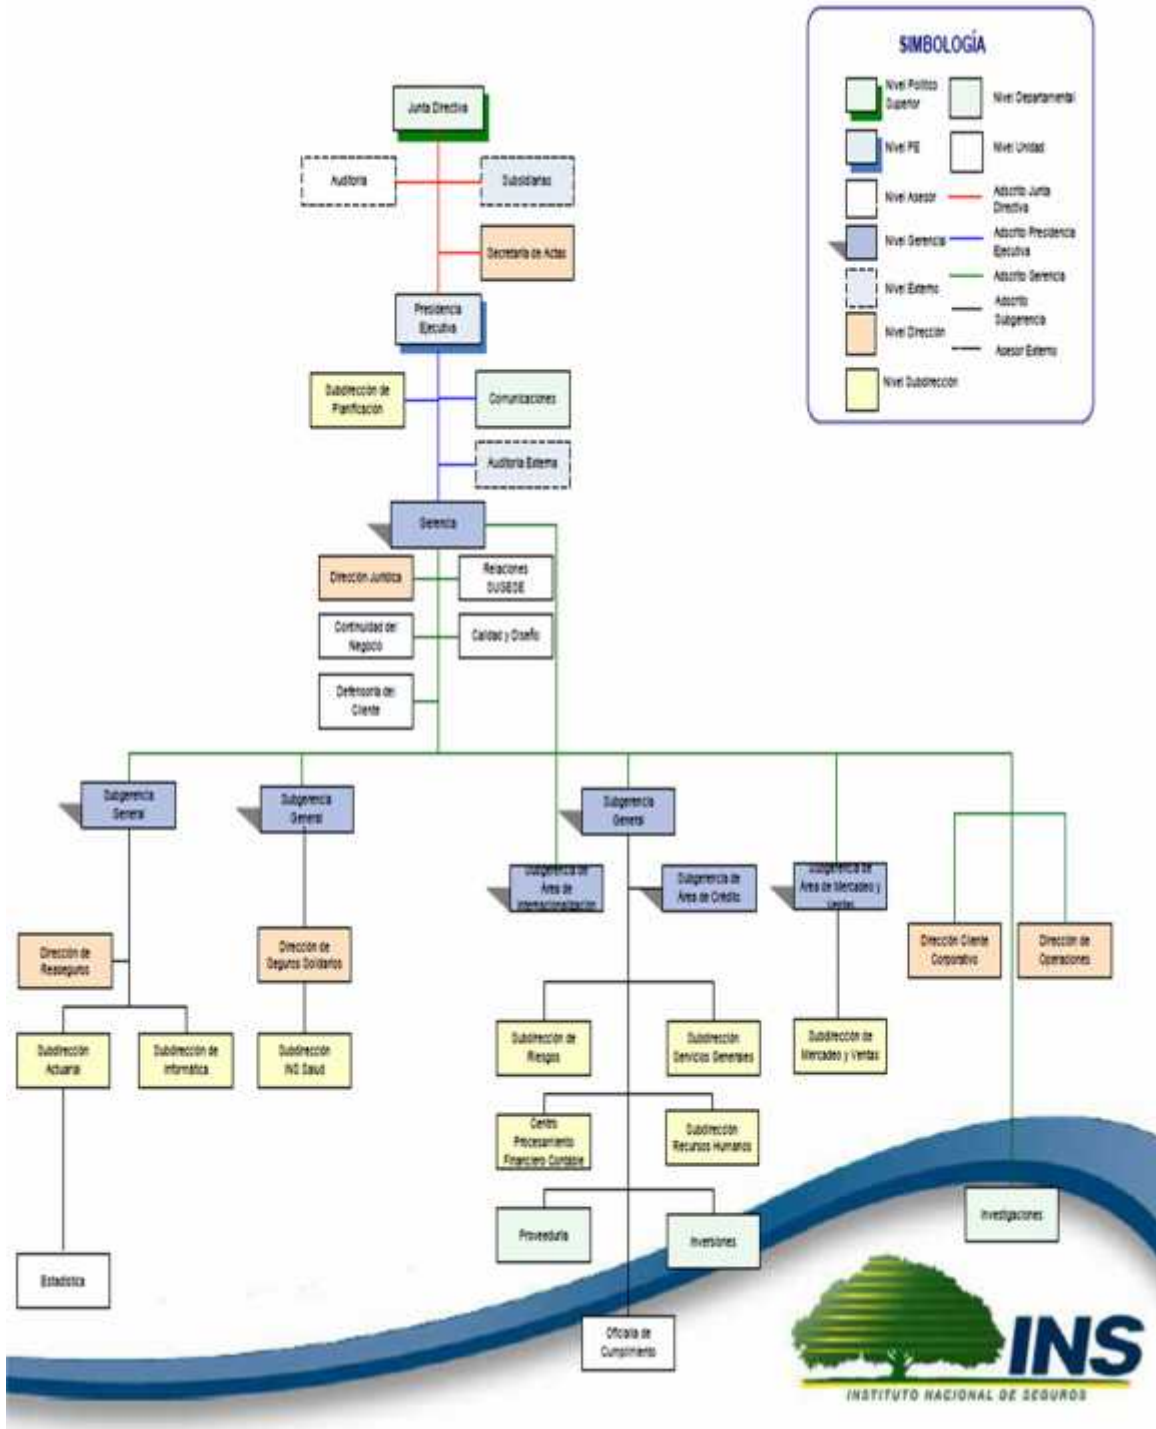 SIMBOLOGÍA
Nivel Político
Superior
Nivel Departamental
Nivel PE
Nivel Unidad
Nivel Asesor
Adscrito Junta
Directiva
Nivel Gerencial
Adscrito Presidencia
Ejecutiva
Nivel Externo
Adscrito Gerencia
Adscrito
Subgerencia
Nivel Dirección
Asesor Externo
Nivel Subdirección
Junta Directiva
Auditoría
Subsidiarias
Secretaría de Actas
Presidencia
Ejecutiva
Subdirección de
Planificación
Comunicaciones
Auditoría Externa
Gerencia
Dirección Jurídica
Relaciones
SUGESE
Continuidad del
Negocio
Calidad y Diseño
Defensoría del
Cliente
Subgerencia
General
Subgerencia
General
Subgerencia
General
Subgerencia de
Área de
Internacionalización
Subgerencia de
Área de Crédito
Subgerencia de
Área de Mercadeo y
Ventas
Dirección de
Reaseguros
Dirección de
Seguros Solidarios
Dirección Cliente
Corporativo
Dirección de
Operaciones
Subdirección
Actuarial
Subdirección de
Informática
Subdirección
INS Salud
Subdirección de
Riesgos
Subdirección
Servicios Generales
Subdirección de
Mercadeo y Ventas
Centro
Procesamiento
Financiero Contable
Subdirección
Recursos Humanos
Proveeduría
Inversiones
Investigaciones
Estadística
Oficialía de
Cumplimiento
INS
INSTITUTO NACIONAL DE SEGUROS